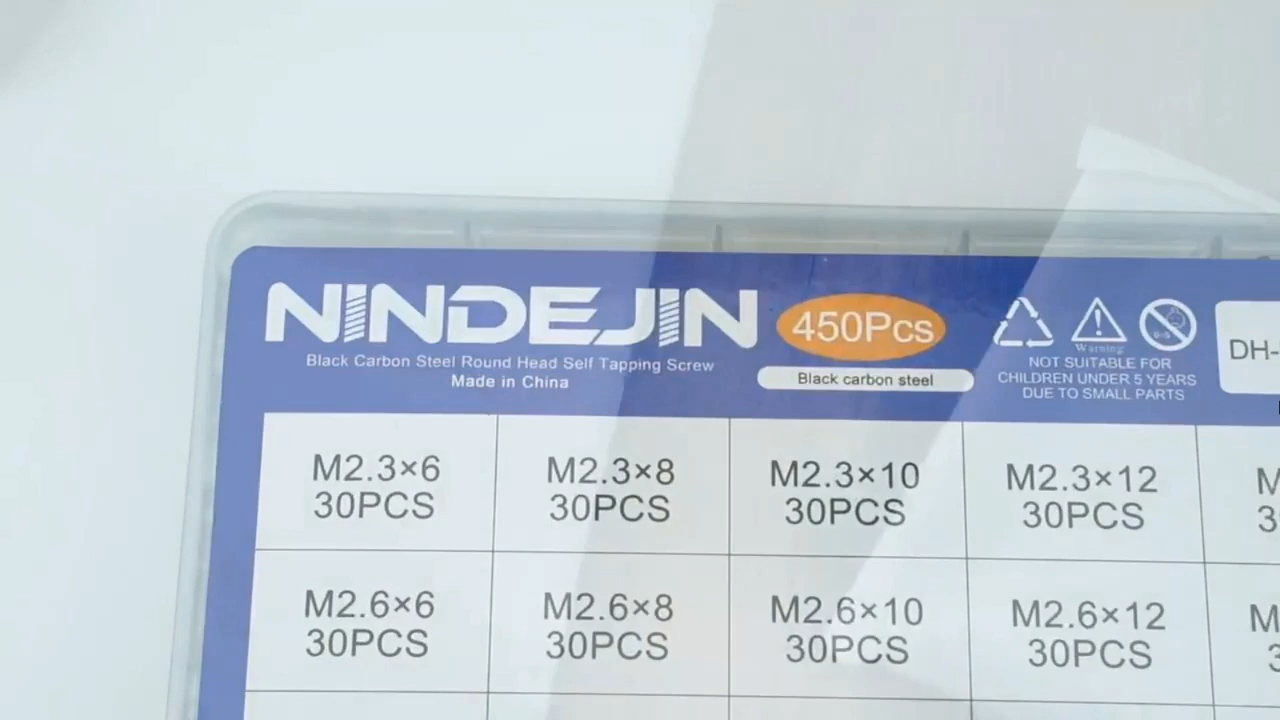 NINDEJIN
Black Carbon Steel Round Head Self Tapping Screw
Made in China
450Pcs
Black carbon steel
Warning
NOT SUITABLE FOR
CHILDREN UNDER 5 YEARS
DUE TO SMALL PARTS
DH-
M2.3×6
30PCS
M2.3×8
30PCS
M2.3×10
30PCS
M2.3×12
30PCS
M
3
M2.6×6
30PCS
M2.6×8
30PCS
M2.6×10
30PCS
M2.6×12
30PCS
M
3